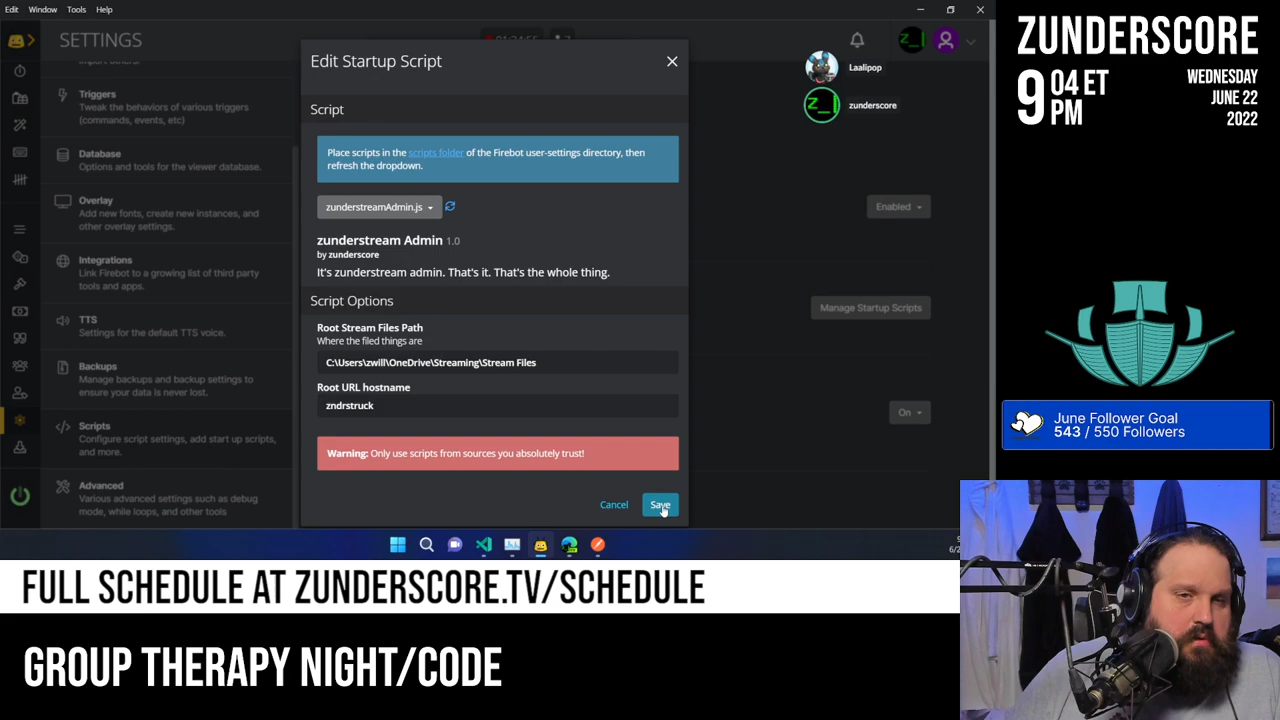 Edit Window Tools Help
SETTINGS
Triggers
Tweak the behaviors of various triggers
(commands, events, etc)
Database
Options and tools for the viewer database.
Overlay
Add new fonts, create new instances, and
other overlay settings.
Integrations
Link Firebot to a growing list of third party
tools and apps.
TTS
Settings for the default TTS voice.
Backups
Manage backups and backup settings to
ensure your data is never lost.
Scripts
Configure script settings, add start up scripts,
and more.
Advanced
Various advanced settings such as debug
mode, while loops, and other tools
Edit Startup Script
Script
Place scripts in the scripts folder of the Firebot user-settings directory, then
refresh the dropdown.
zunderstreamAdmin.js
zunderstream Admin 1.0
by zunderscore
It's zunderstream admin. That's it. That's the whole thing.
Script Options
Root Stream Files Path
Where the filed things are
C:\Users\zwill\OneDrive\Streaming\Stream Files
Root URL hostname
zndrstruck
Warning: Only use scripts from sources you absolutely trust!
Cancel Save
Laalipop
zunderscore
Enabled
Manage Startup Scripts
On
ZUNDERSCORE
9 04 ET
PM
WEDNESDAY
JUNE 22
2022
June Follower Goal
543 / 550 Followers
FULL SCHEDULE AT ZUNDERSCORE.TV/SCHEDULE
GROUP THERAPY NIGHT/CODE